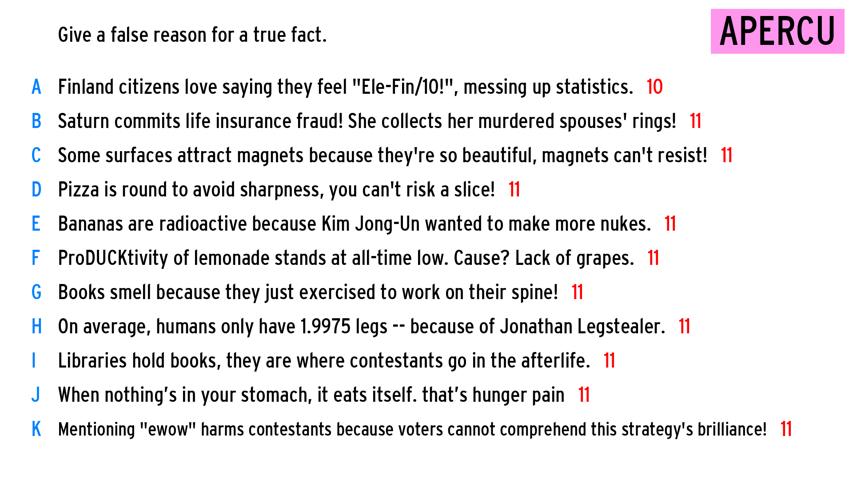 Give a false reason for a true fact.
APERCU
A Finland citizens love saying they feel "Ele-Fin/10!", messing up statistics. 10
B Saturn commits life insurance fraud! She collects her murdered spouses' rings! 11
C Some surfaces attract magnets because they're so beautiful, magnets can't resist! 11
D Pizza is round to avoid sharpness, you can't risk a slice! 11
E Bananas are radioactive because Kim Jong-Un wanted to make more nukes. 11
F ProDUCKtivity of lemonade stands at all-time low. Cause? Lack of grapes. 11
G Books smell because they just exercised to work on their spine! 11
H On average, humans only have 1.9975 legs -- because of Jonathan Legstealer. 11
I Libraries hold books, they are where contestants go in the afterlife. 11
J When nothing's in your stomach, it eats itself. that's hunger pain 11
K Mentioning "ewow" harms contestants because voters cannot comprehend this strategy's brilliance! 11